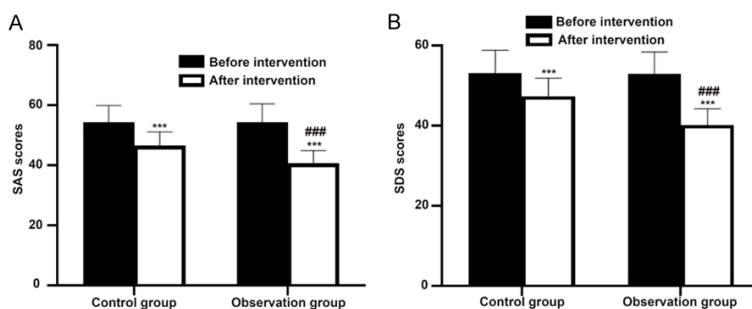 A
SAS scores
80
60
40
20
0
Before intervention
After intervention
***
###
***
Control group
Observation group
B
SDS scores
60
40
20
0
Before intervention
After intervention
***
###
***
Control group
Observation group